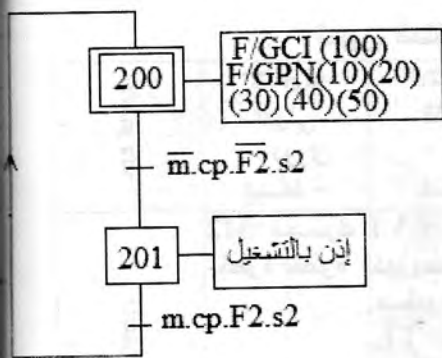 200
F/GCI (100)
F/GPN(10)(20)
(30)(40)(50)
m̅.cp.F̅2̅.s2
201
إذن بالتشغيل
m.cp.F2.s2